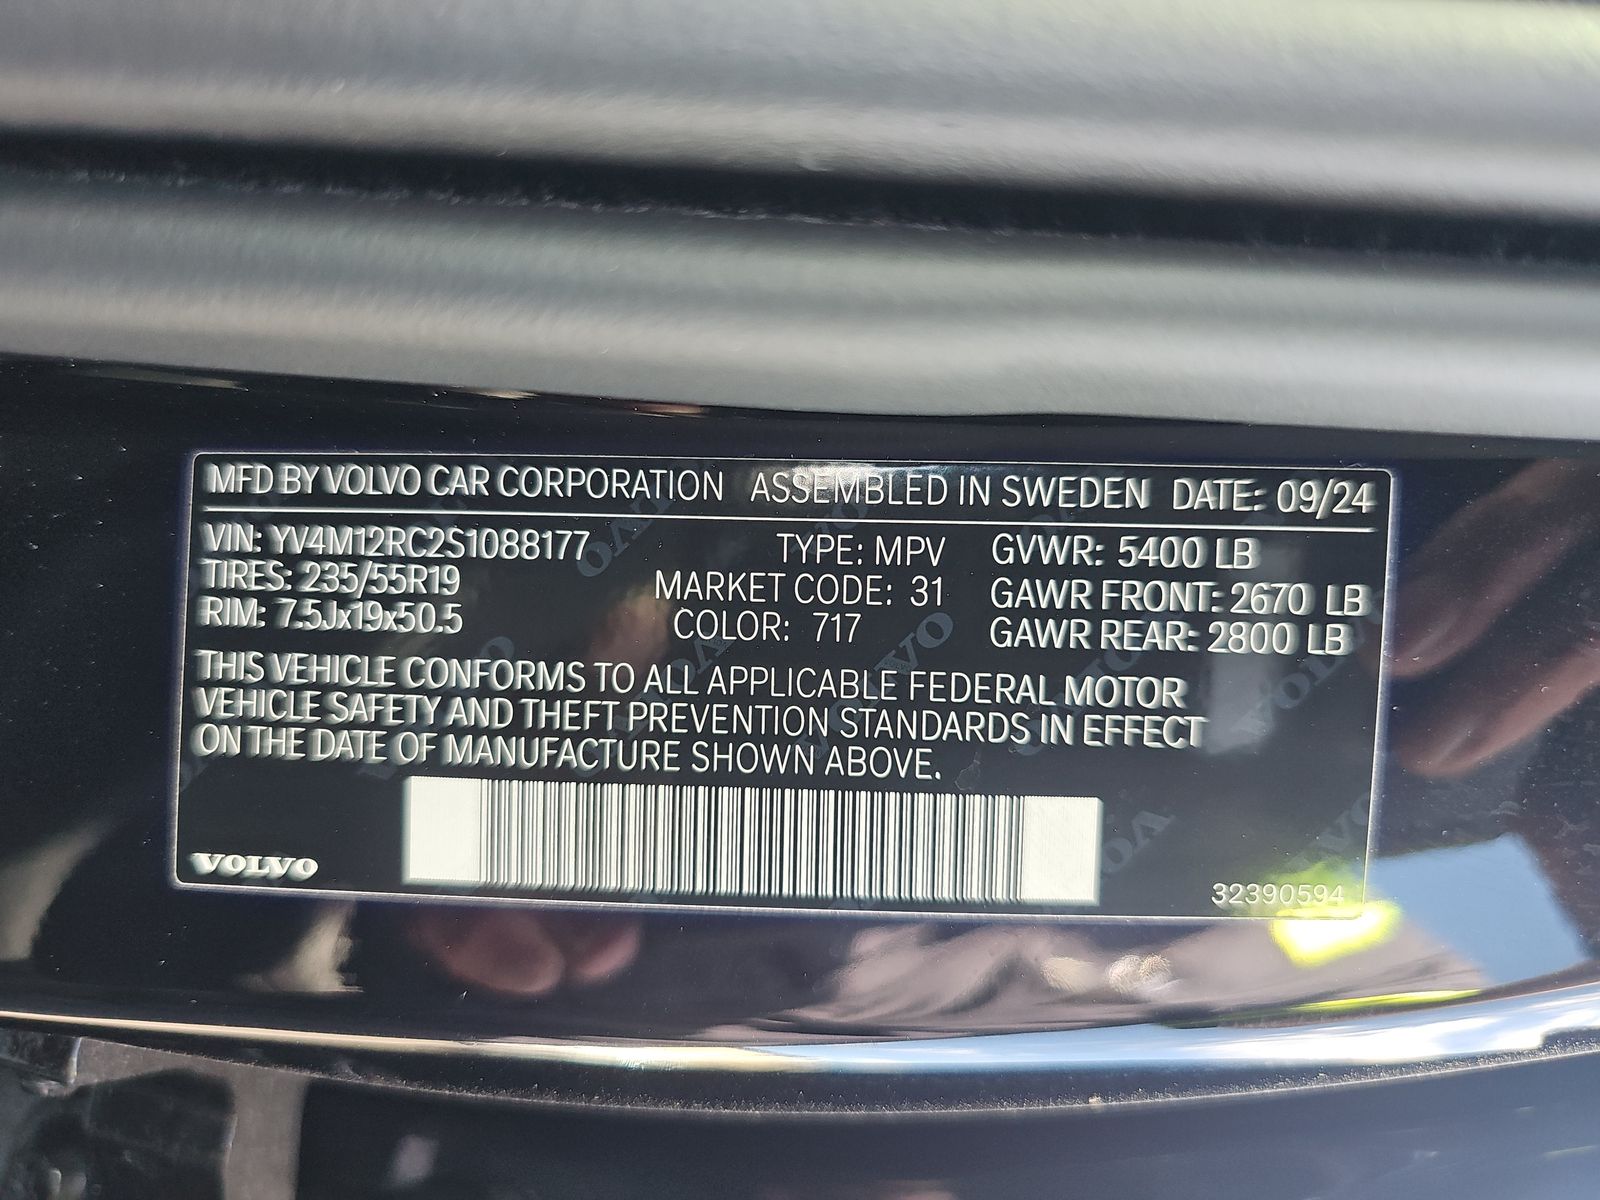 MFD BY VOLVO CAR CORPORATION ASSEMBLED IN SWEDEN DATE: 09/24
VIN: YV4M12RC2S1088177 TYPE: MPV GVWR: 5400 LB
TIRES: 235/55R19 MARKET CODE: 31 GAWR FRONT: 2670 LB
RIM: 7.5Jx19x50.5 COLOR: 717 GAWR REAR: 2800 LB
THIS VEHICLE CONFORMS TO ALL APPLICABLE FEDERAL MOTOR
VEHICLE SAFETY AND THEFT PREVENTION STANDARDS IN EFFECT
ON THE DATE OF MANUFACTURE SHOWN ABOVE.
VOLVO 32390594